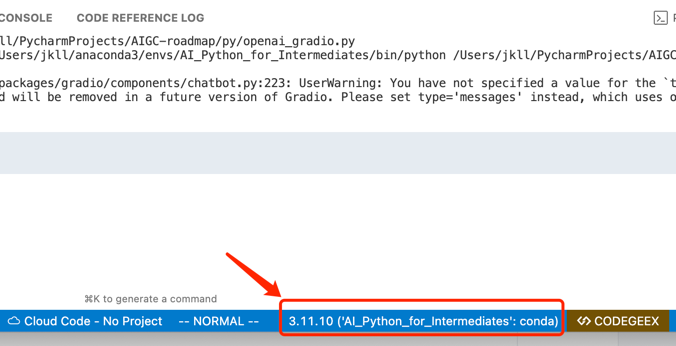 CONSOLE CODE REFERENCE LOG
ll/PycharmProjects/AIGC-roadmap/py/openai_gradio.py
Users/jkll/anaconda3/envs/AI_Python_for_Intermediates/bin/python /Users/jkll/PycharmProjects/AIGC
packages/gradio/components/chatbot.py:223: UserWarning: You have not specified a value for the `t
d will be removed in a future version of Gradio. Please set type='messages' instead, which uses o
⌘K to generate a command
Cloud Code - No Project -- NORMAL -- 3.11.10 ('AI_Python_for_Intermediates': conda) CODEGEEX